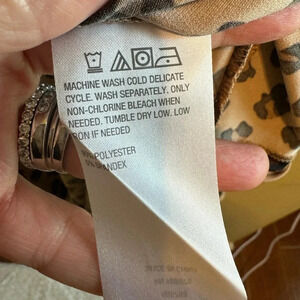 MACHINE WASH COLD DELICATE
CYCLE. WASH SEPARATELY. ONLY
NON-CHLORINE BLEACH WHEN
NEEDED. TUMBLE DRY LOW. LOW
IRON IF NEEDED
POLYESTER